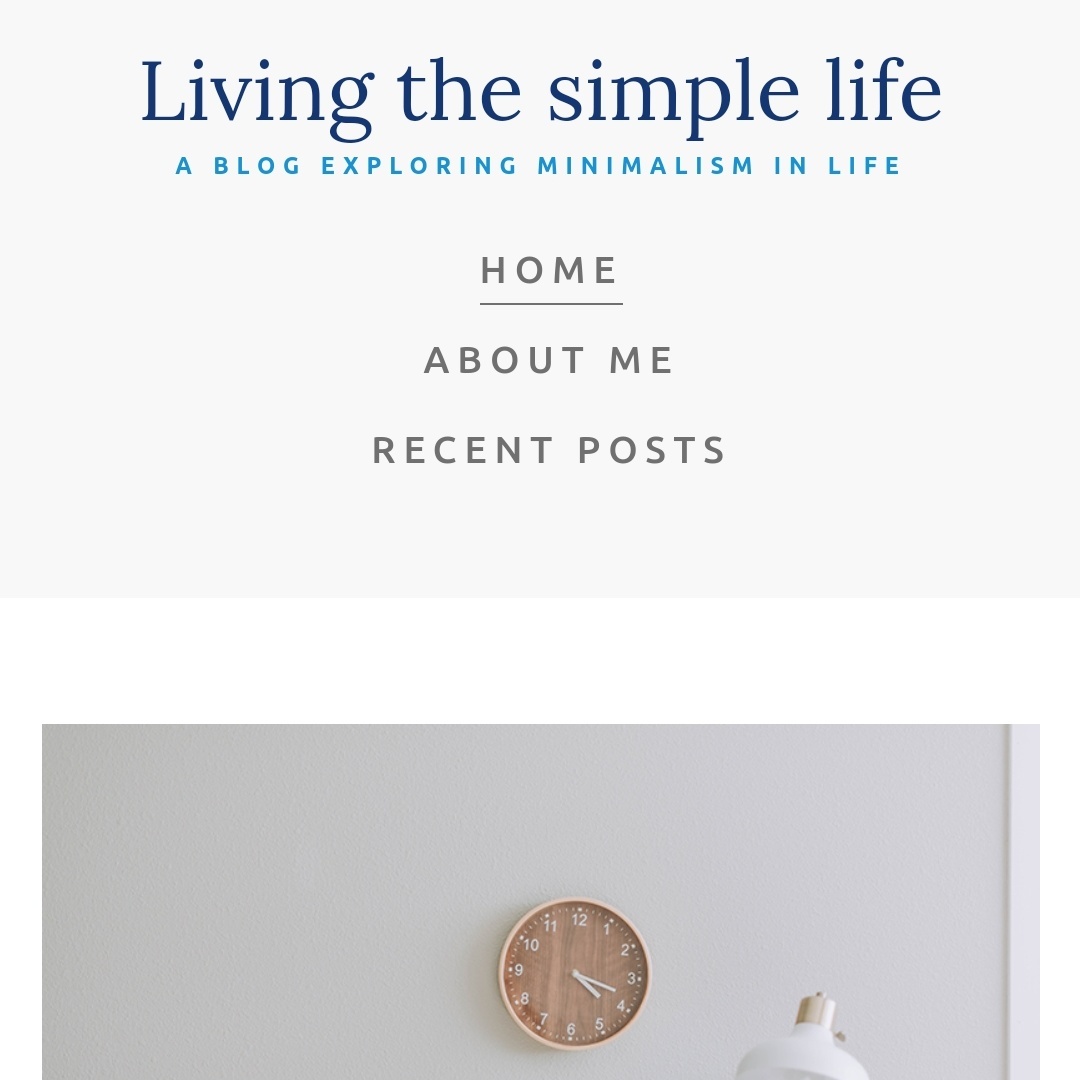 Living the simple life
A BLOG EXPLORING MINIMALISM IN LIFE
HOME
ABOUT ME
RECENT POSTS
12
11 1
10 2
9 3
8 4
7 5
6